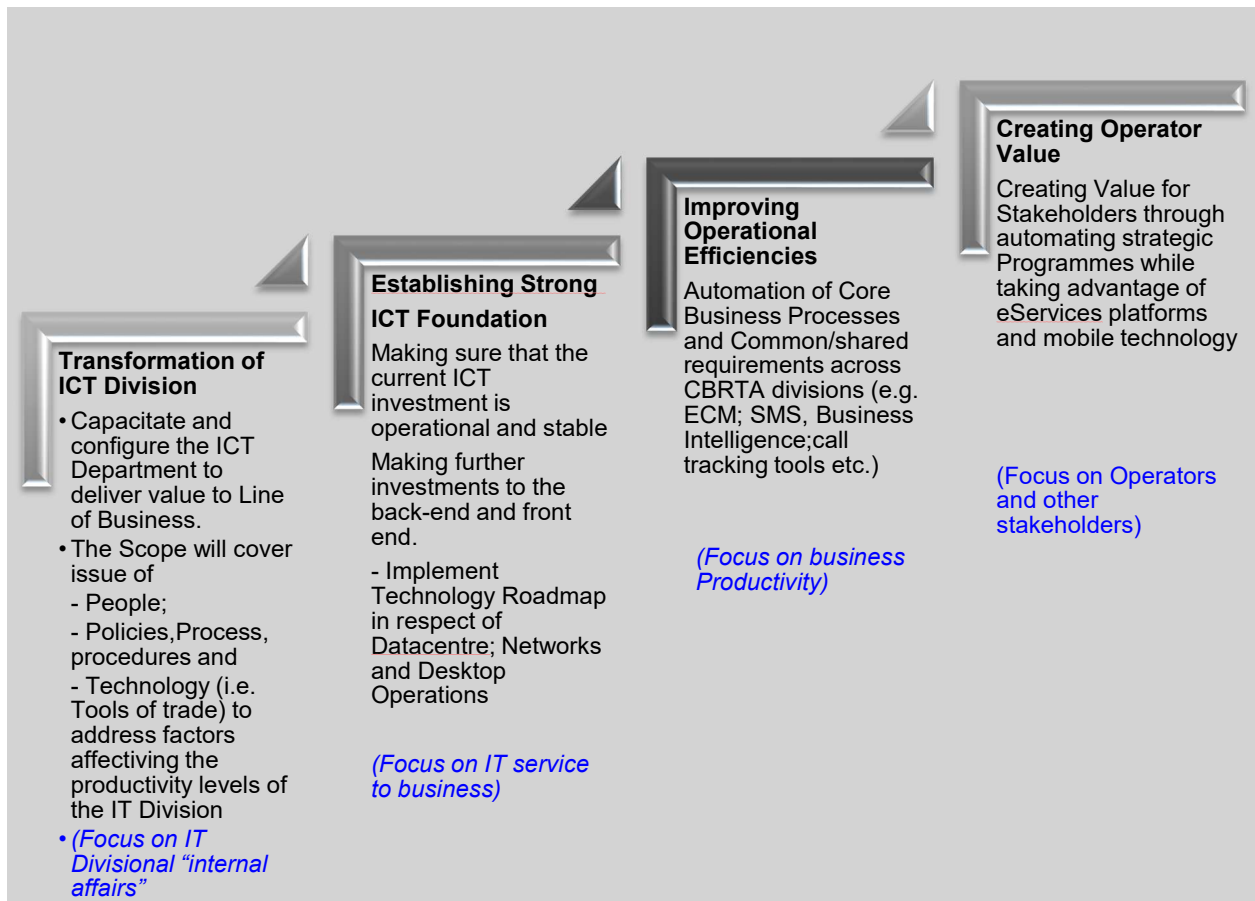 Transformation of
ICT Division
• Capacitate and
configure the ICT
Department to
deliver value to Line
of Business.
• The Scope will cover
issue of
- People;
- Policies,Process,
procedures and
- Technology (i.e.
Tools of trade) to
address factors
affectiving the
productivity levels of
the IT Division
• (Focus on IT
Divisional “internal
affairs”
Establishing Strong
ICT Foundation
Making sure that the
current ICT
investment is
operational and stable
Making further
investments to the
back-end and front
end.
- Implement
Technology Roadmap
in respect of
Datacentre; Networks
and Desktop
Operations
(Focus on IT service
to business)
Improving
Operational
Efficiencies
Automation of Core
Business Processes
and Common/shared
requirements across
CBRTA divisions (e.g.
ECM; SMS, Business
Intelligence;call
tracking tools etc.)
(Focus on business
Productivity)
Creating Operator
Value
Creating Value for
Stakeholders through
automating strategic
Programmes while
taking advantage of
eServices platforms
and mobile technology
(Focus on Operators
and other
stakeholders)